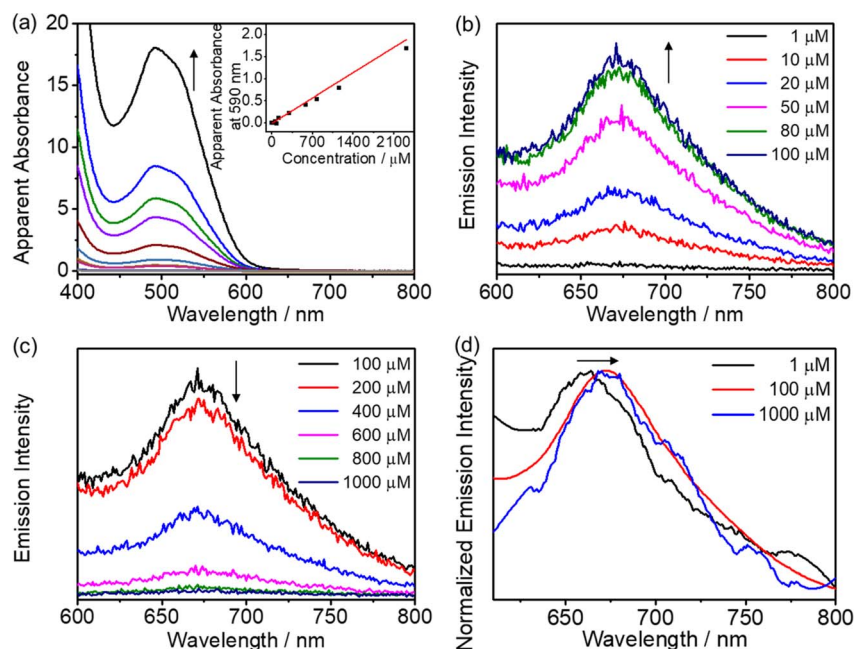 (a)
Apparent Absorbance
20
15
10
5
0
400 500 600 700 800
Wavelength / nm
Apparent Absorbance
at 590 nm
2.0
1.5
1.0
0.5
0.0
0 700 1400 2100
Concentration / μM
(b)
Emission Intensity
1 μM
10 μM
20 μM
50 μM
80 μM
100 μM
600 650 700 750 800
Wavelength / nm
(c)
Emission Intensity
100 μM
200 μM
400 μM
600 μM
800 μM
1000 μM
600 650 700 750 800
Wavelength / nm
(d)
Normalized Emission Intensity
1 μM
100 μM
1000 μM
650 700 750 800
Wavelength / nm